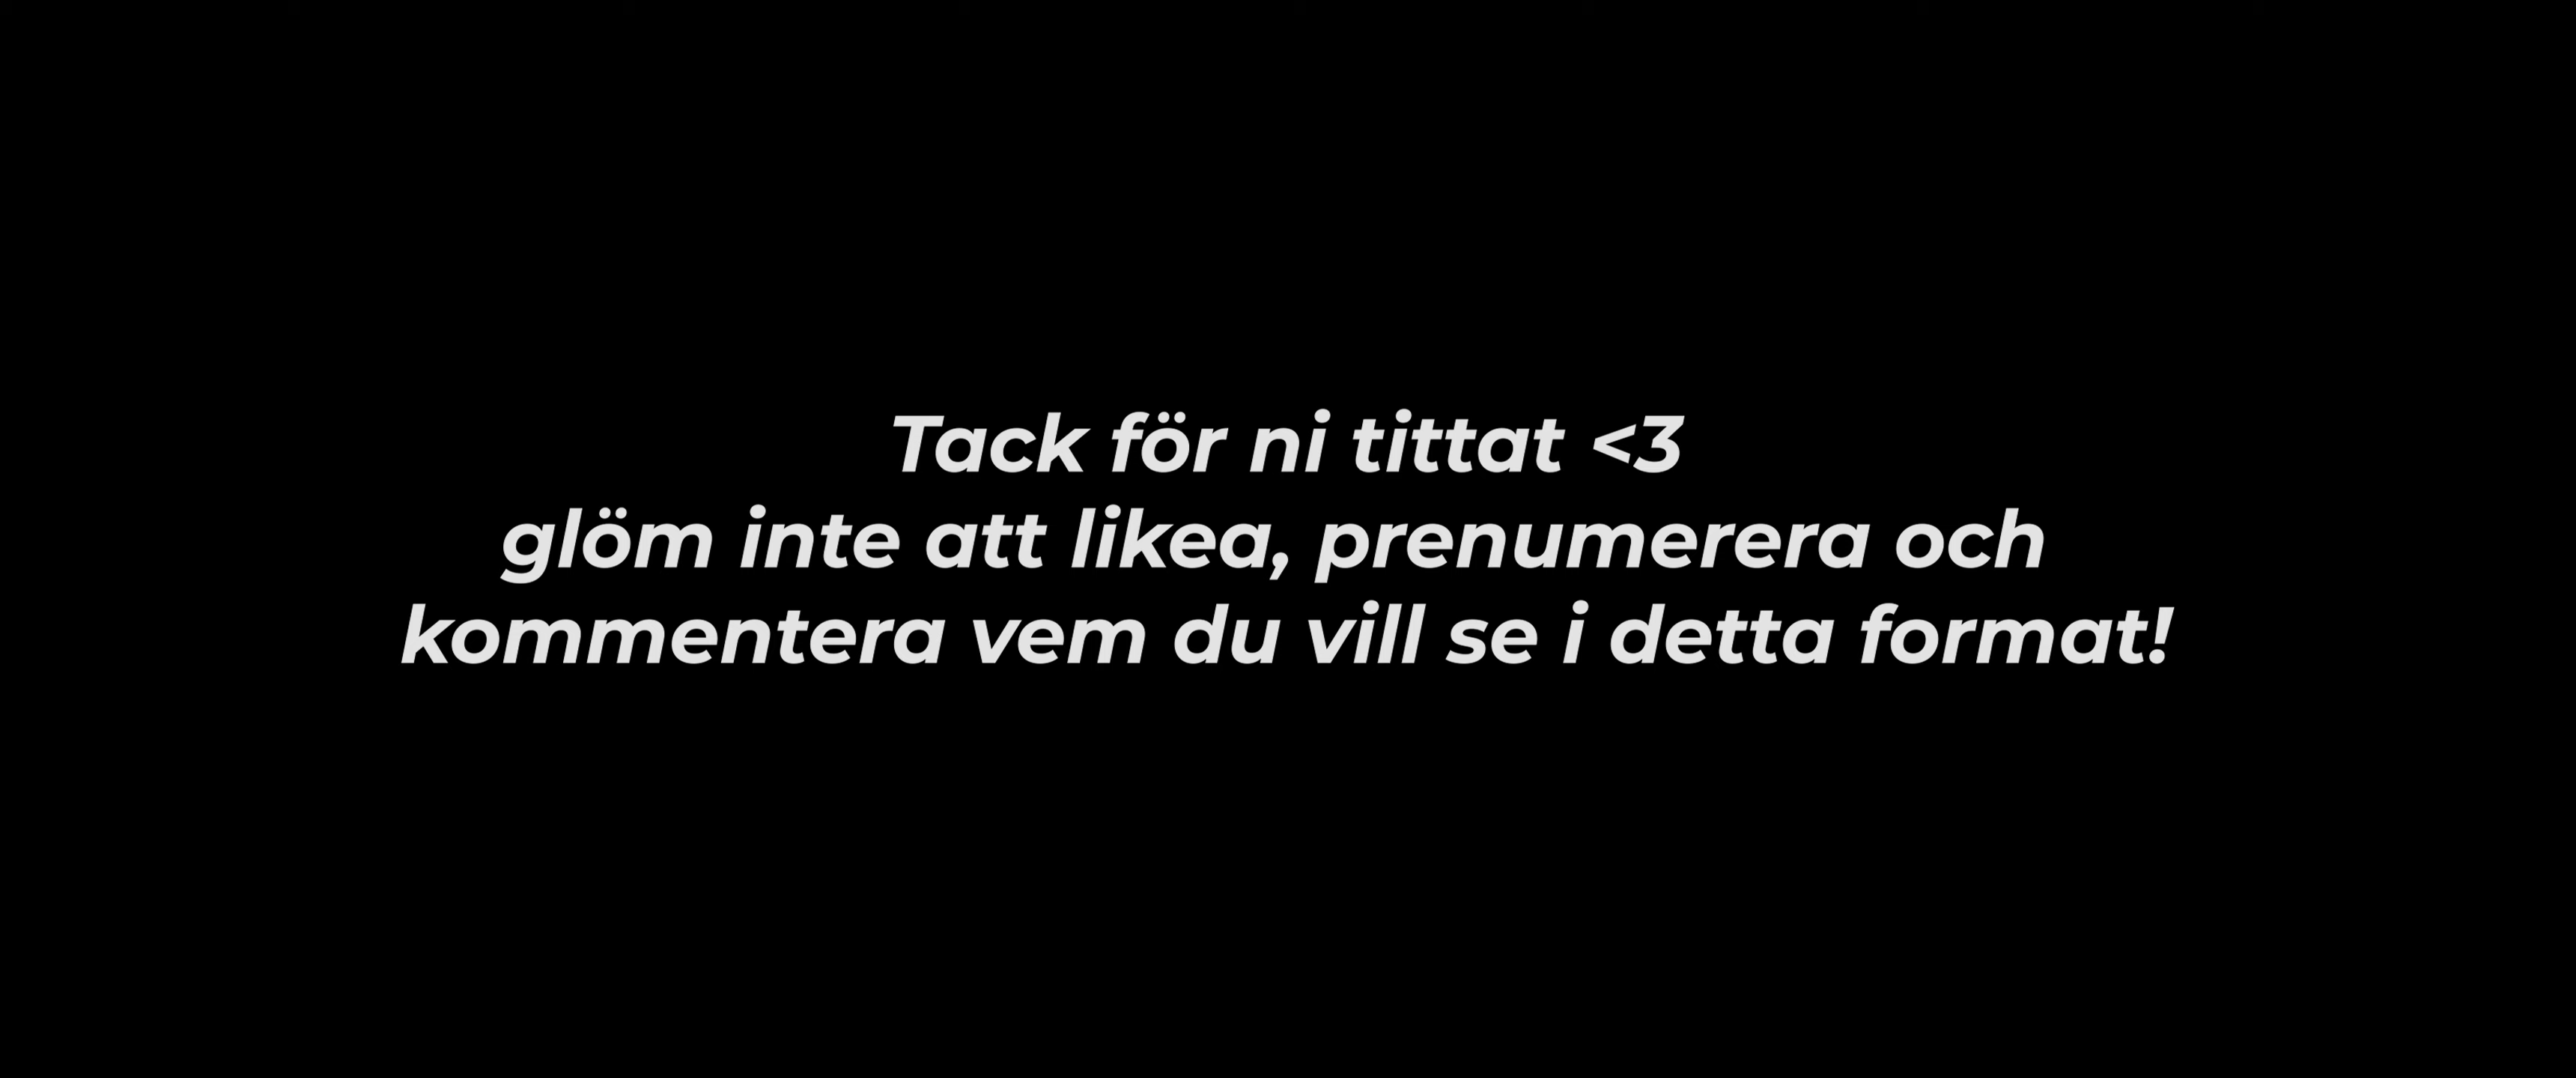 Tack för ni tittat <3
glöm inte att likea, prenumerera och
kommentera vem du vill se i detta format!